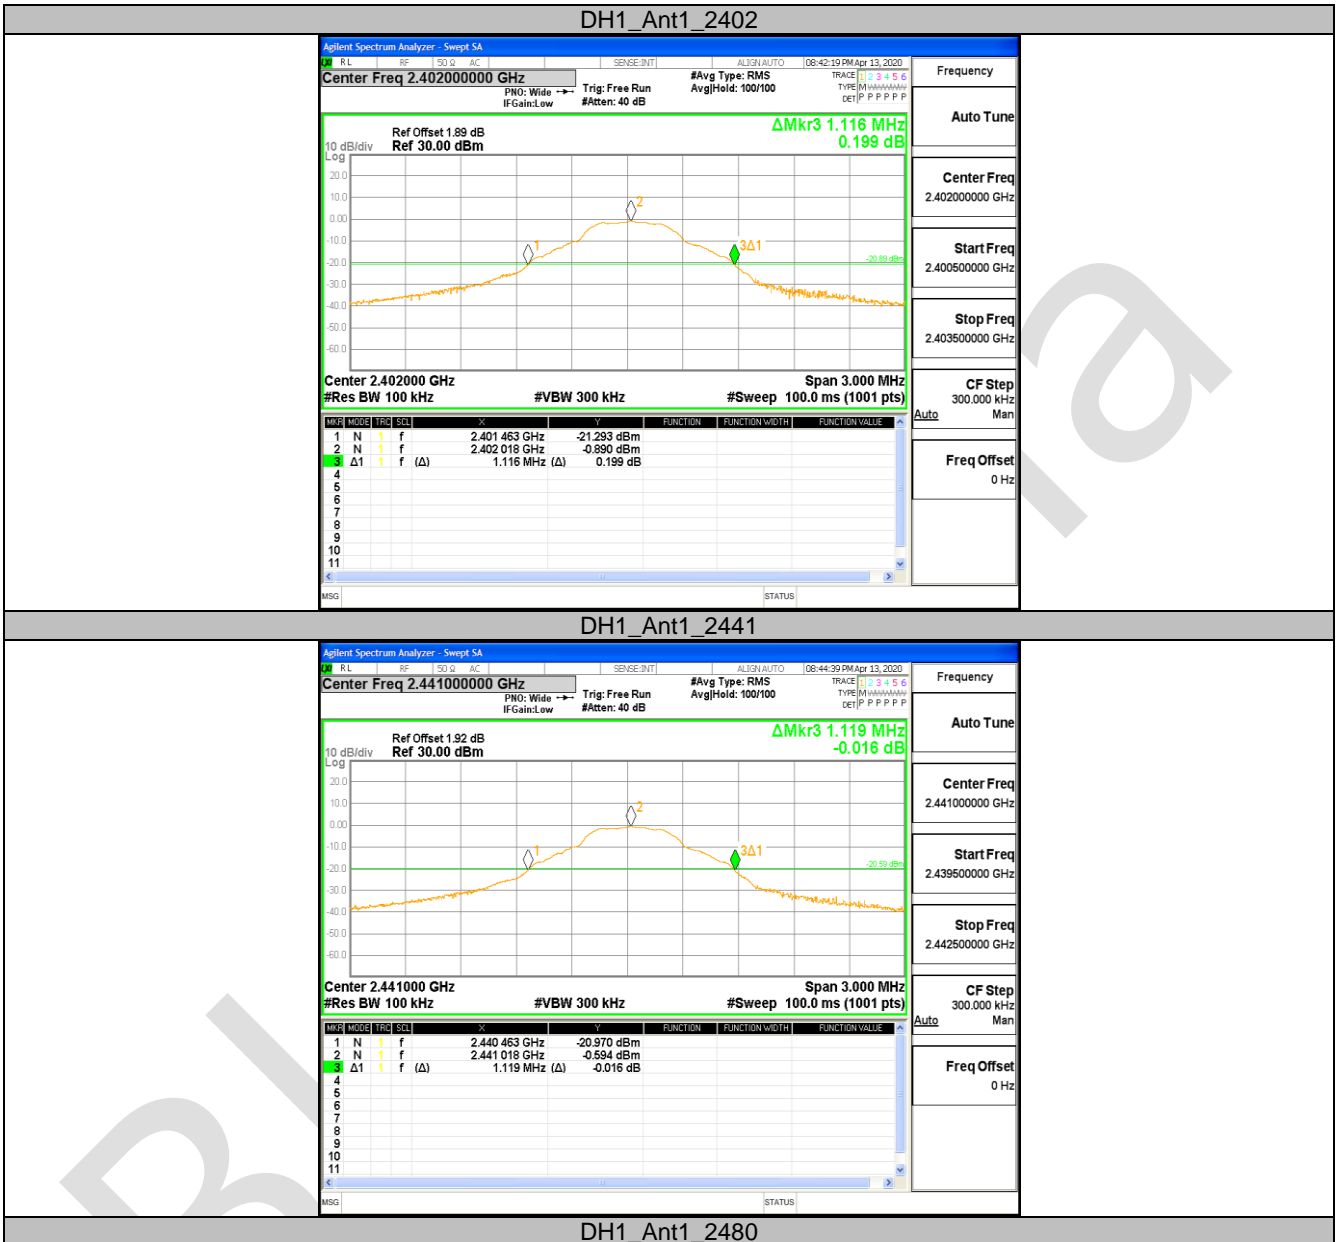 DH1_Ant1_2402
Agilent Spectrum Analyzer - Swept SA
LXI RL RF 50 Ω AC SENSE:INT ALIGN AUTO 08:42:19 PM Apr 13, 2020
Center Freq 2.402000000 GHz
PNO: Wide
IFGain:Low
Trig: Free Run
#Atten: 40 dB
#Avg Type: RMS
Avg|Hold: 100/100
TRACE 1 2 3 4 5 6
TYPE M
DET P P P P P P
Frequency
Auto Tune
Center Freq
2.402000000 GHz
Start Freq
2.400500000 GHz
Stop Freq
2.403500000 GHz
CF Step
300.000 kHz
Auto Man
Freq Offset
0 Hz
ΔMkr3 1.116 MHz
0.199 dB
Ref Offset 1.89 dB
10 dB/div Ref 30.00 dBm
Log
20.0
10.0
0.00
-10.0
-20.0
-30.0
-40.0
-50.0
-60.0
1
2
3Δ1
-20.89 dBm
Center 2.402000 GHz Span 3.000 MHz
#Res BW 100 kHz #VBW 300 kHz #Sweep 100.0 ms (1001 pts)
MKR MODE TRC SCL X Y FUNCTION FUNCTION WIDTH FUNCTION VALUE
1 N 1 f 2.401 463 GHz -21.293 dBm
2 N 1 f 2.402 018 GHz -0.890 dBm
3 Δ1 1 f (Δ) 1.116 MHz (Δ) 0.199 dB
4
5
6
7
8
9
10
11
MSG STATUS
DH1_Ant1_2441
Agilent Spectrum Analyzer - Swept SA
LXI RL RF 50 Ω AC SENSE:INT ALIGN AUTO 08:44:39 PM Apr 13, 2020
Center Freq 2.441000000 GHz
PNO: Wide
IFGain:Low
Trig: Free Run
#Atten: 40 dB
#Avg Type: RMS
Avg|Hold: 100/100
TRACE 1 2 3 4 5 6
TYPE M
DET P P P P P P
Frequency
Auto Tune
Center Freq
2.441000000 GHz
Start Freq
2.439500000 GHz
Stop Freq
2.442500000 GHz
CF Step
300.000 kHz
Auto Man
Freq Offset
0 Hz
ΔMkr3 1.119 MHz
-0.016 dB
Ref Offset 1.92 dB
10 dB/div Ref 30.00 dBm
Log
20.0
10.0
0.00
-10.0
-20.0
-30.0
-40.0
-50.0
-60.0
1
2
3Δ1
-20.59 dBm
Center 2.441000 GHz Span 3.000 MHz
#Res BW 100 kHz #VBW 300 kHz #Sweep 100.0 ms (1001 pts)
MKR MODE TRC SCL X Y FUNCTION FUNCTION WIDTH FUNCTION VALUE
1 N 1 f 2.440 463 GHz -20.970 dBm
2 N 1 f 2.441 018 GHz -0.594 dBm
3 Δ1 1 f (Δ) 1.119 MHz (Δ) -0.016 dB
4
5
6
7
8
9
10
11
MSG STATUS
DH1_Ant1_2480